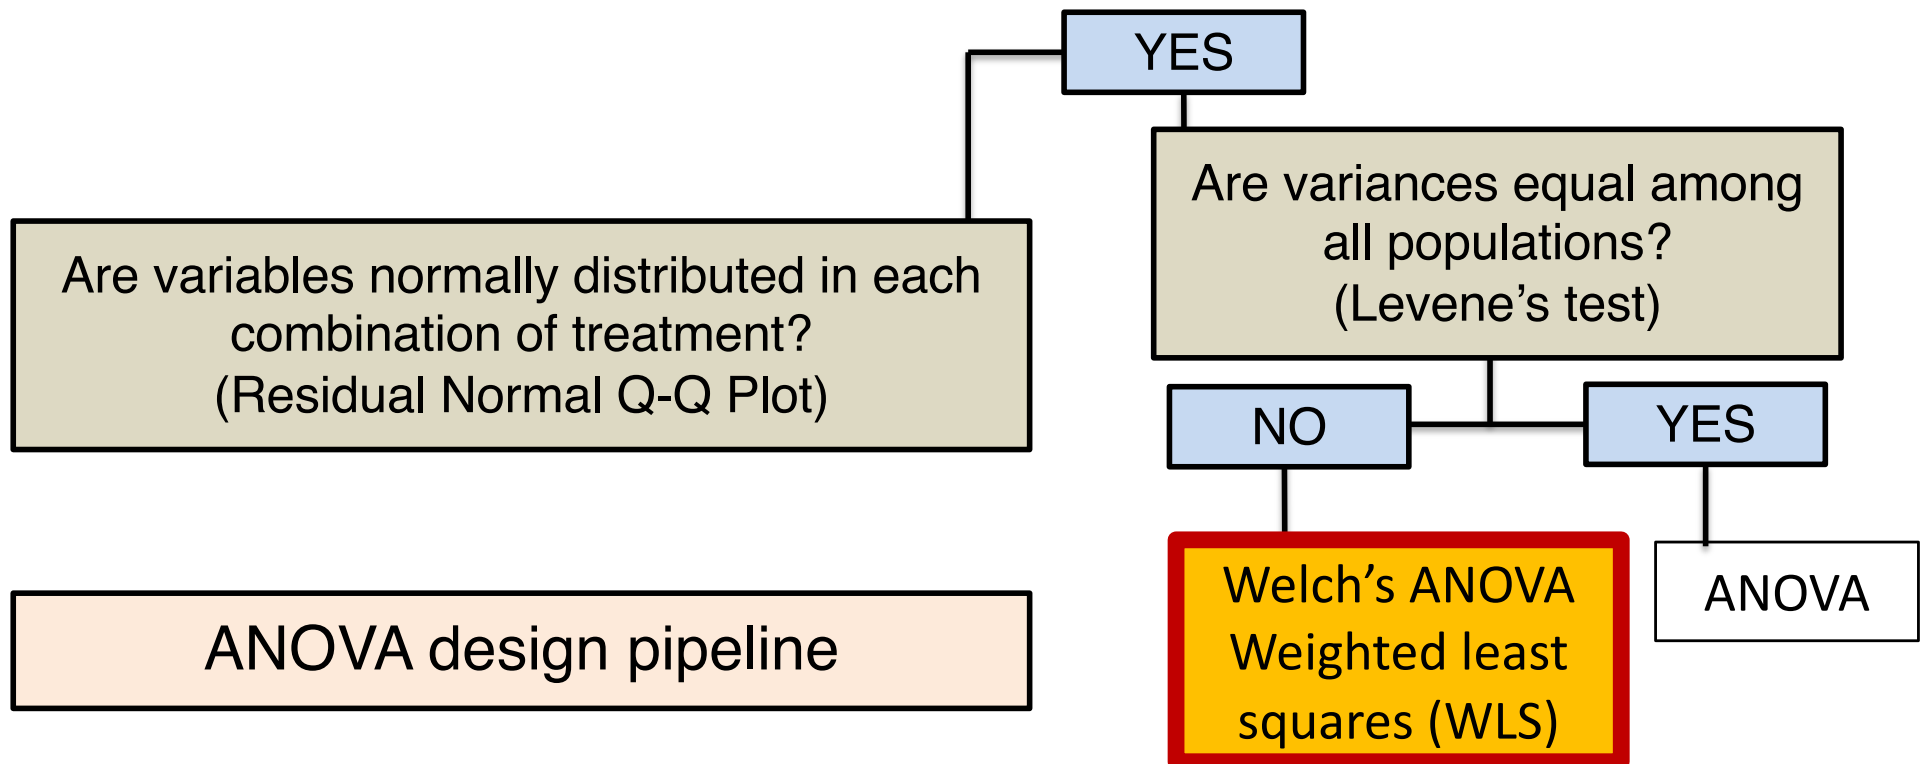 YES
Are variables normally distributed in each
combination of treatment?
(Residual Normal Q-Q Plot)
Are variances equal among
all populations?
(Levene’s test)
NO
YES
Welch’s ANOVA
Weighted least
squares (WLS)
ANOVA
ANOVA design pipeline